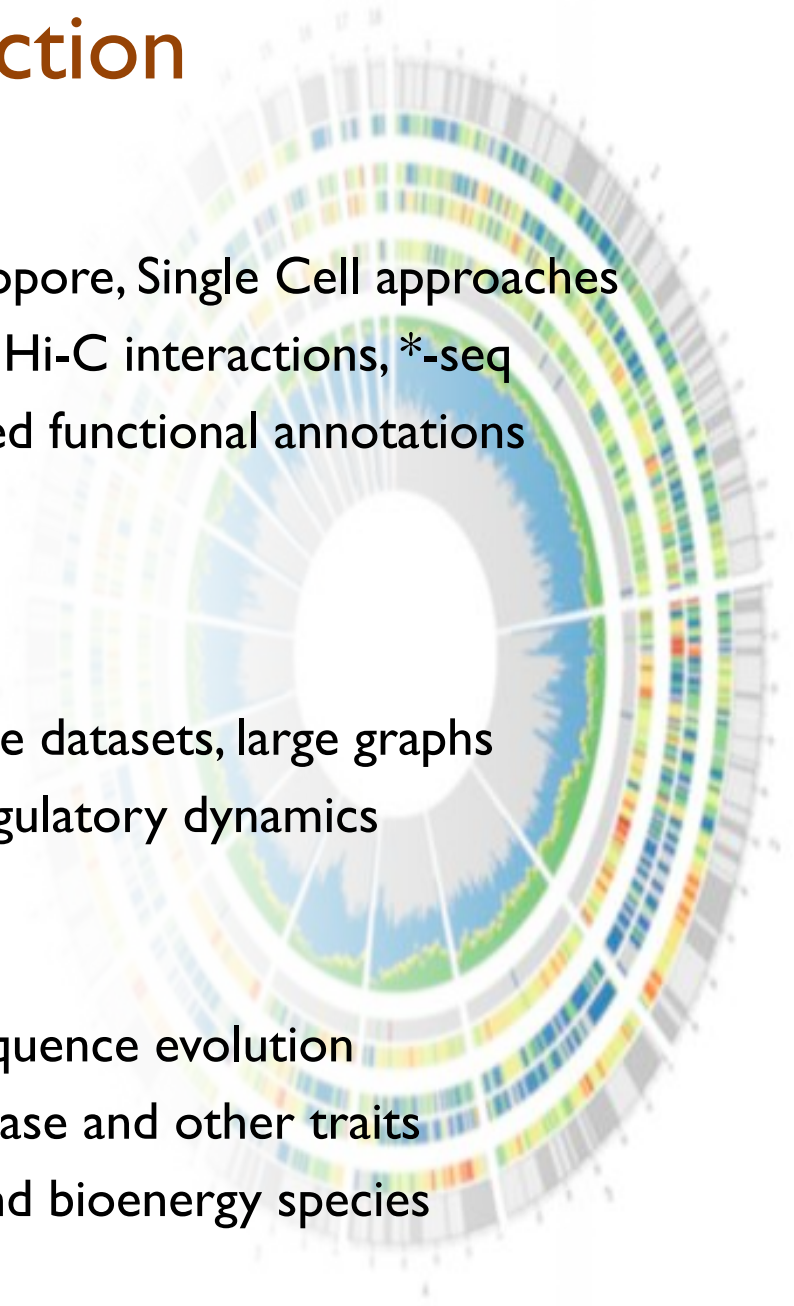 ction
opore, Single Cell approaches
Hi-C interactions, *-seq
ed functional annotations
e datasets, large graphs
gulatory dynamics
quence evolution
ase and other traits
nd bioenergy species